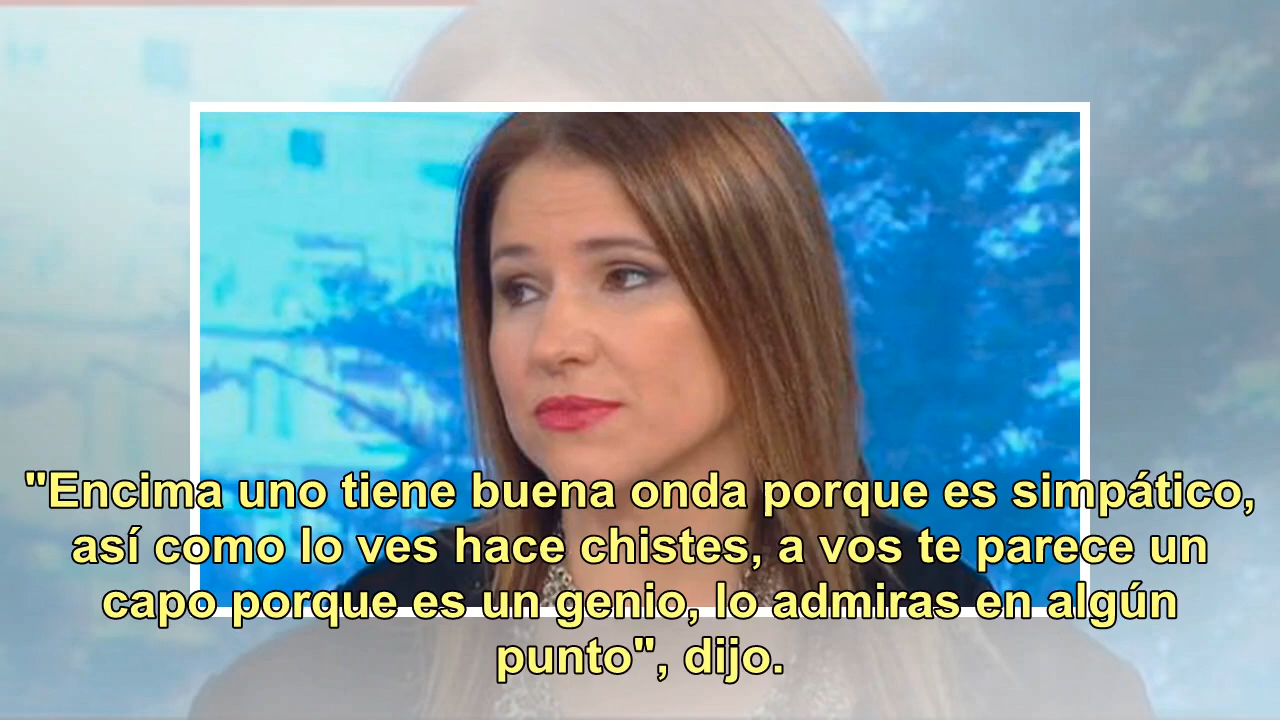 "Encima uno tiene buena onda porque es simpático,
así como lo ves hace chistes, a vos te parece un
capo porque es un genio, lo admiras en algún
punto", dijo.